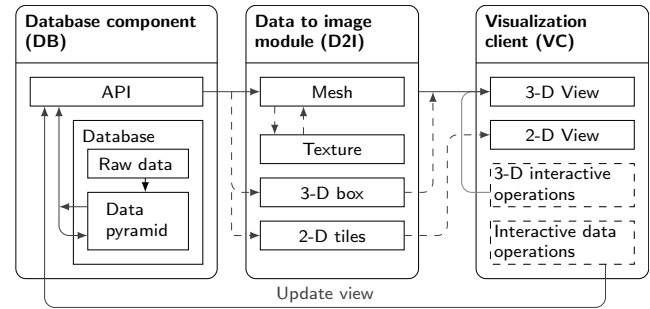 Database component
(DB)
API
Database
Raw data
Data
pyramid
Data to image
module (D2I)
Mesh
Texture
3-D box
2-D tiles
Visualization
client (VC)
3-D View
2-D View
3-D interactive
operations
Interactive data
operations
Update view